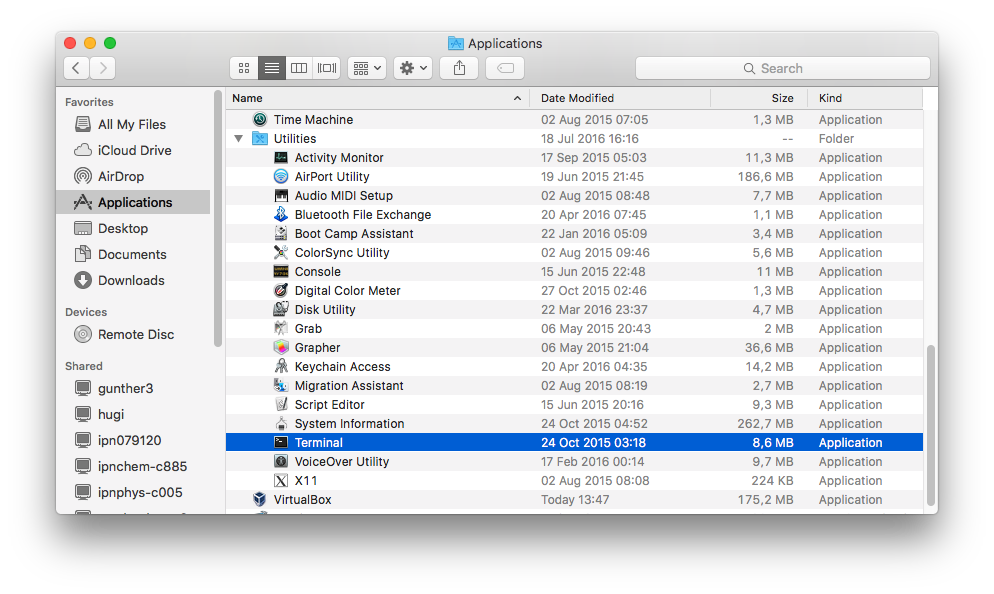 Applications
Search
Favorites
All My Files
iCloud Drive
AirDrop
Applications
Desktop
Documents
Downloads
Devices
Remote Disc
Shared
gunther3
hugi
ipn079120
ipnchem-c885
ipnphys-c005
Name Date Modified Size Kind
Time Machine 02 Aug 2015 07:05 1,3 MB Application
Utilities 18 Jul 2016 16:16 -- Folder
Activity Monitor 17 Sep 2015 05:03 11,3 MB Application
AirPort Utility 19 Jun 2015 21:45 186,6 MB Application
Audio MIDI Setup 02 Aug 2015 08:48 7,7 MB Application
Bluetooth File Exchange 20 Apr 2016 07:45 1,1 MB Application
Boot Camp Assistant 22 Jan 2016 05:09 3,4 MB Application
ColorSync Utility 02 Aug 2015 09:46 5,6 MB Application
Console 15 Jun 2015 22:48 11 MB Application
Digital Color Meter 27 Oct 2015 02:46 1,3 MB Application
Disk Utility 22 Mar 2016 23:37 4,7 MB Application
Grab 06 May 2015 20:43 2 MB Application
Grapher 06 May 2015 21:04 36,6 MB Application
Keychain Access 20 Apr 2016 04:35 14,2 MB Application
Migration Assistant 02 Aug 2015 08:19 2,7 MB Application
Script Editor 15 Jun 2015 20:16 9,3 MB Application
System Information 24 Oct 2015 04:52 262,7 MB Application
Terminal 24 Oct 2015 03:18 8,6 MB Application
VoiceOver Utility 17 Feb 2016 00:14 9,7 MB Application
X11 02 Aug 2015 08:08 224 KB Application
VirtualBox Today 13:47 175,2 MB Application